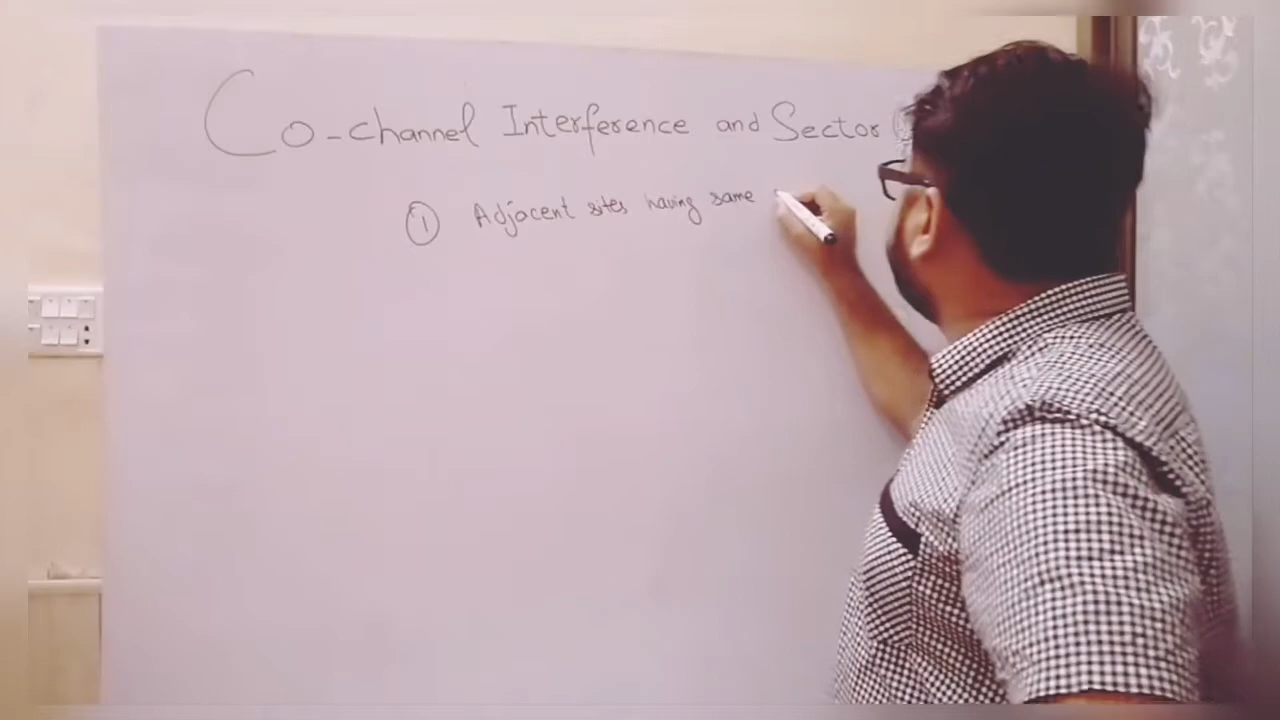 Co-channel Interference and Sector
① Adjacent sites having same